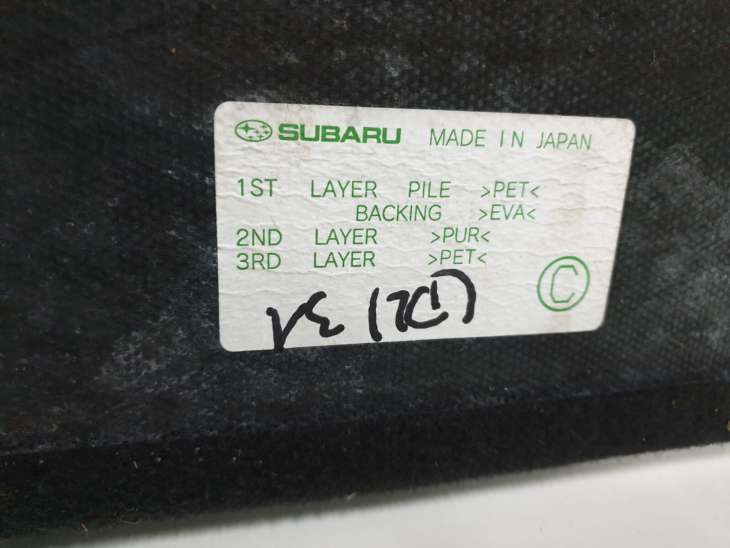 SUBARU MADE IN JAPAN
1ST LAYER PILE >PET<
BACKING >EVA<
2ND LAYER >PUR<
3RD LAYER >PET<
C